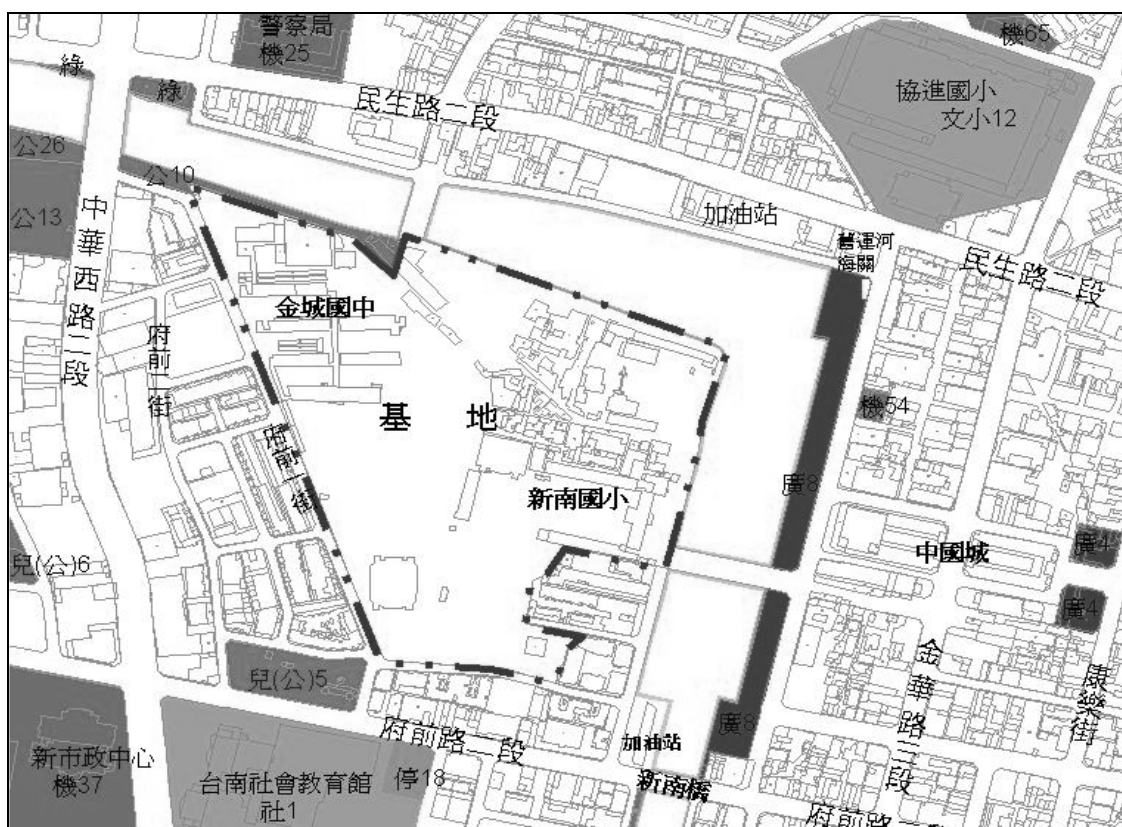 警察局
機25
機65
綠
綠
民生路二段
協進國小
文小12
公26
公10
公13
中華西路二段
加油站
舊運河
海關
民生路二段
金城國中
府前二街
基地
機54
府前一街
新南國小
廣8
中國城
廣4
兒(公)6
廣4
兒(公)5
金華路三段
康樂街
府前路二段
廣8
加油站
新市政中心
機37
台南社會教育館
社1
停18
新南橋
府前路二段